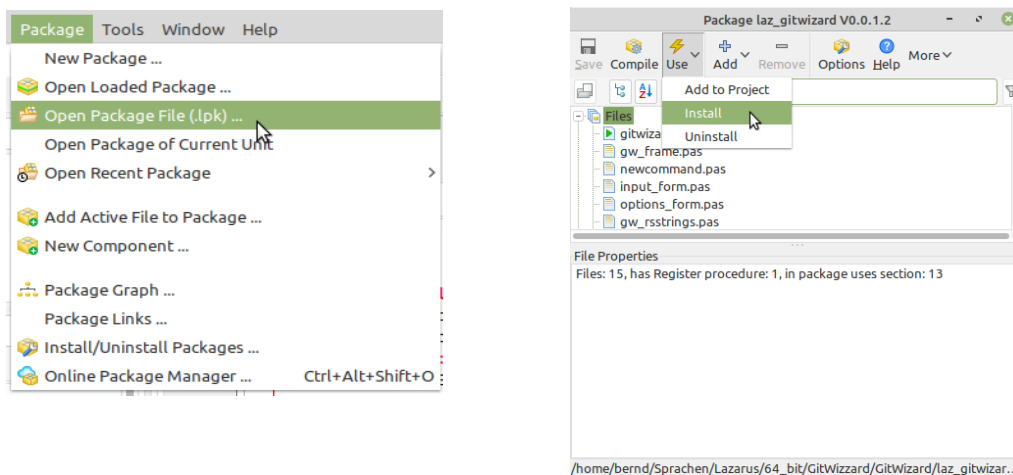 Package Tools Window Help
New Package ...
Open Loaded Package ...
Open Package File (.lpk) ...
Open Package of Current Unit
Open Recent Package
Add Active File to Package ...
New Component ...
Package Graph ...
Package Links ...
Install/Uninstall Packages ...
Online Package Manager ... Ctrl+Alt+Shift+O
Package laz_gitwizard V0.0.1.2
Save Compile Use Add Remove Options Help More
Add to Project
Install
Uninstall
Files
gitwiza
gw_frame.pas
newcommand.pas
input_form.pas
options_form.pas
gw_rsstrings.pas
File Properties
Files: 15, has Register procedure: 1, in package uses section: 13
/home/bernd/Sprachen/Lazarus/64_bit/GitWizzard/GitWizard/laz_gitwizar...